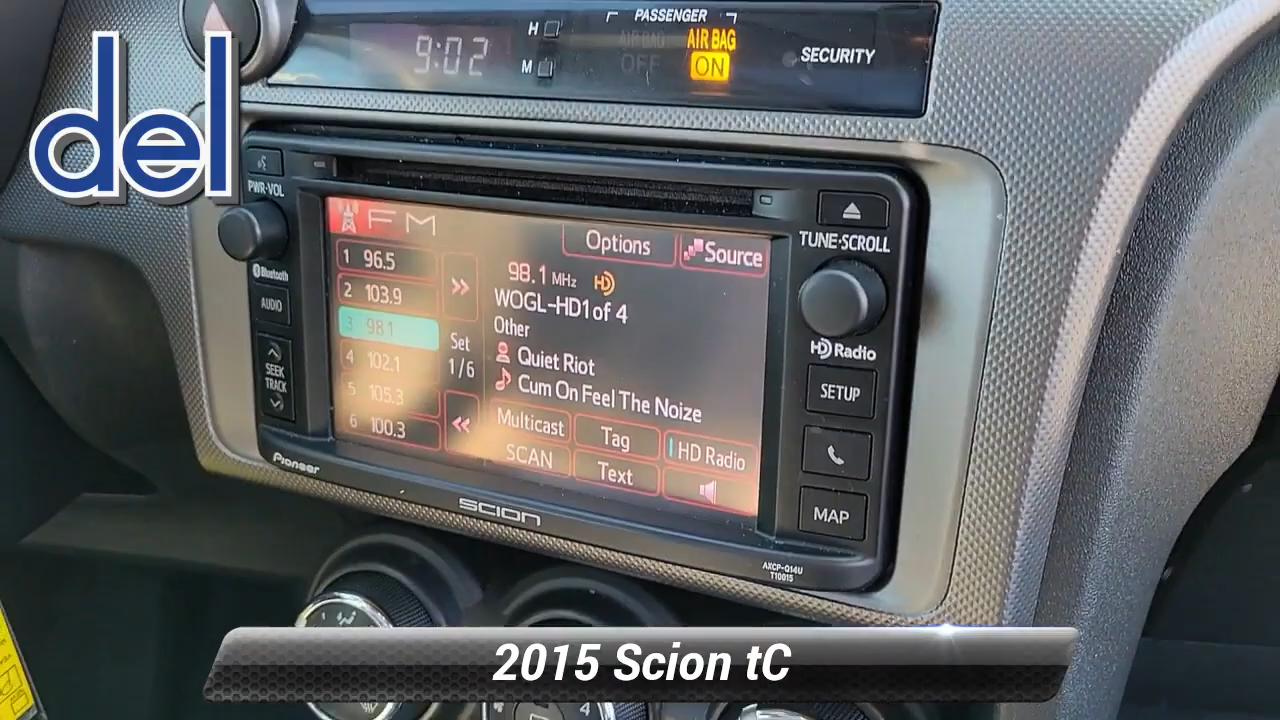 PASSENGER
9:02
H
M
AIR BAG
OFF
AIR BAG
ON
SECURITY
del
PWR·VOL
Bluetooth
AUDIO
SEEK
TRACK
FM
Options
Source
TUNE·SCROLL
1 96.5
2 103.9
3 98.1
4 102.1
5 105.3
6 100.3
Set
1/6
98.1 MHz HD
WOGL-HD1 of 4
Other
Quiet Riot
Cum On Feel The Noize
Multicast
Tag
HD Radio
SCAN
Text
HD Radio
SETUP
MAP
Pioneer
SCION
AXCP-Q14U
T10015
2015 Scion tC
4